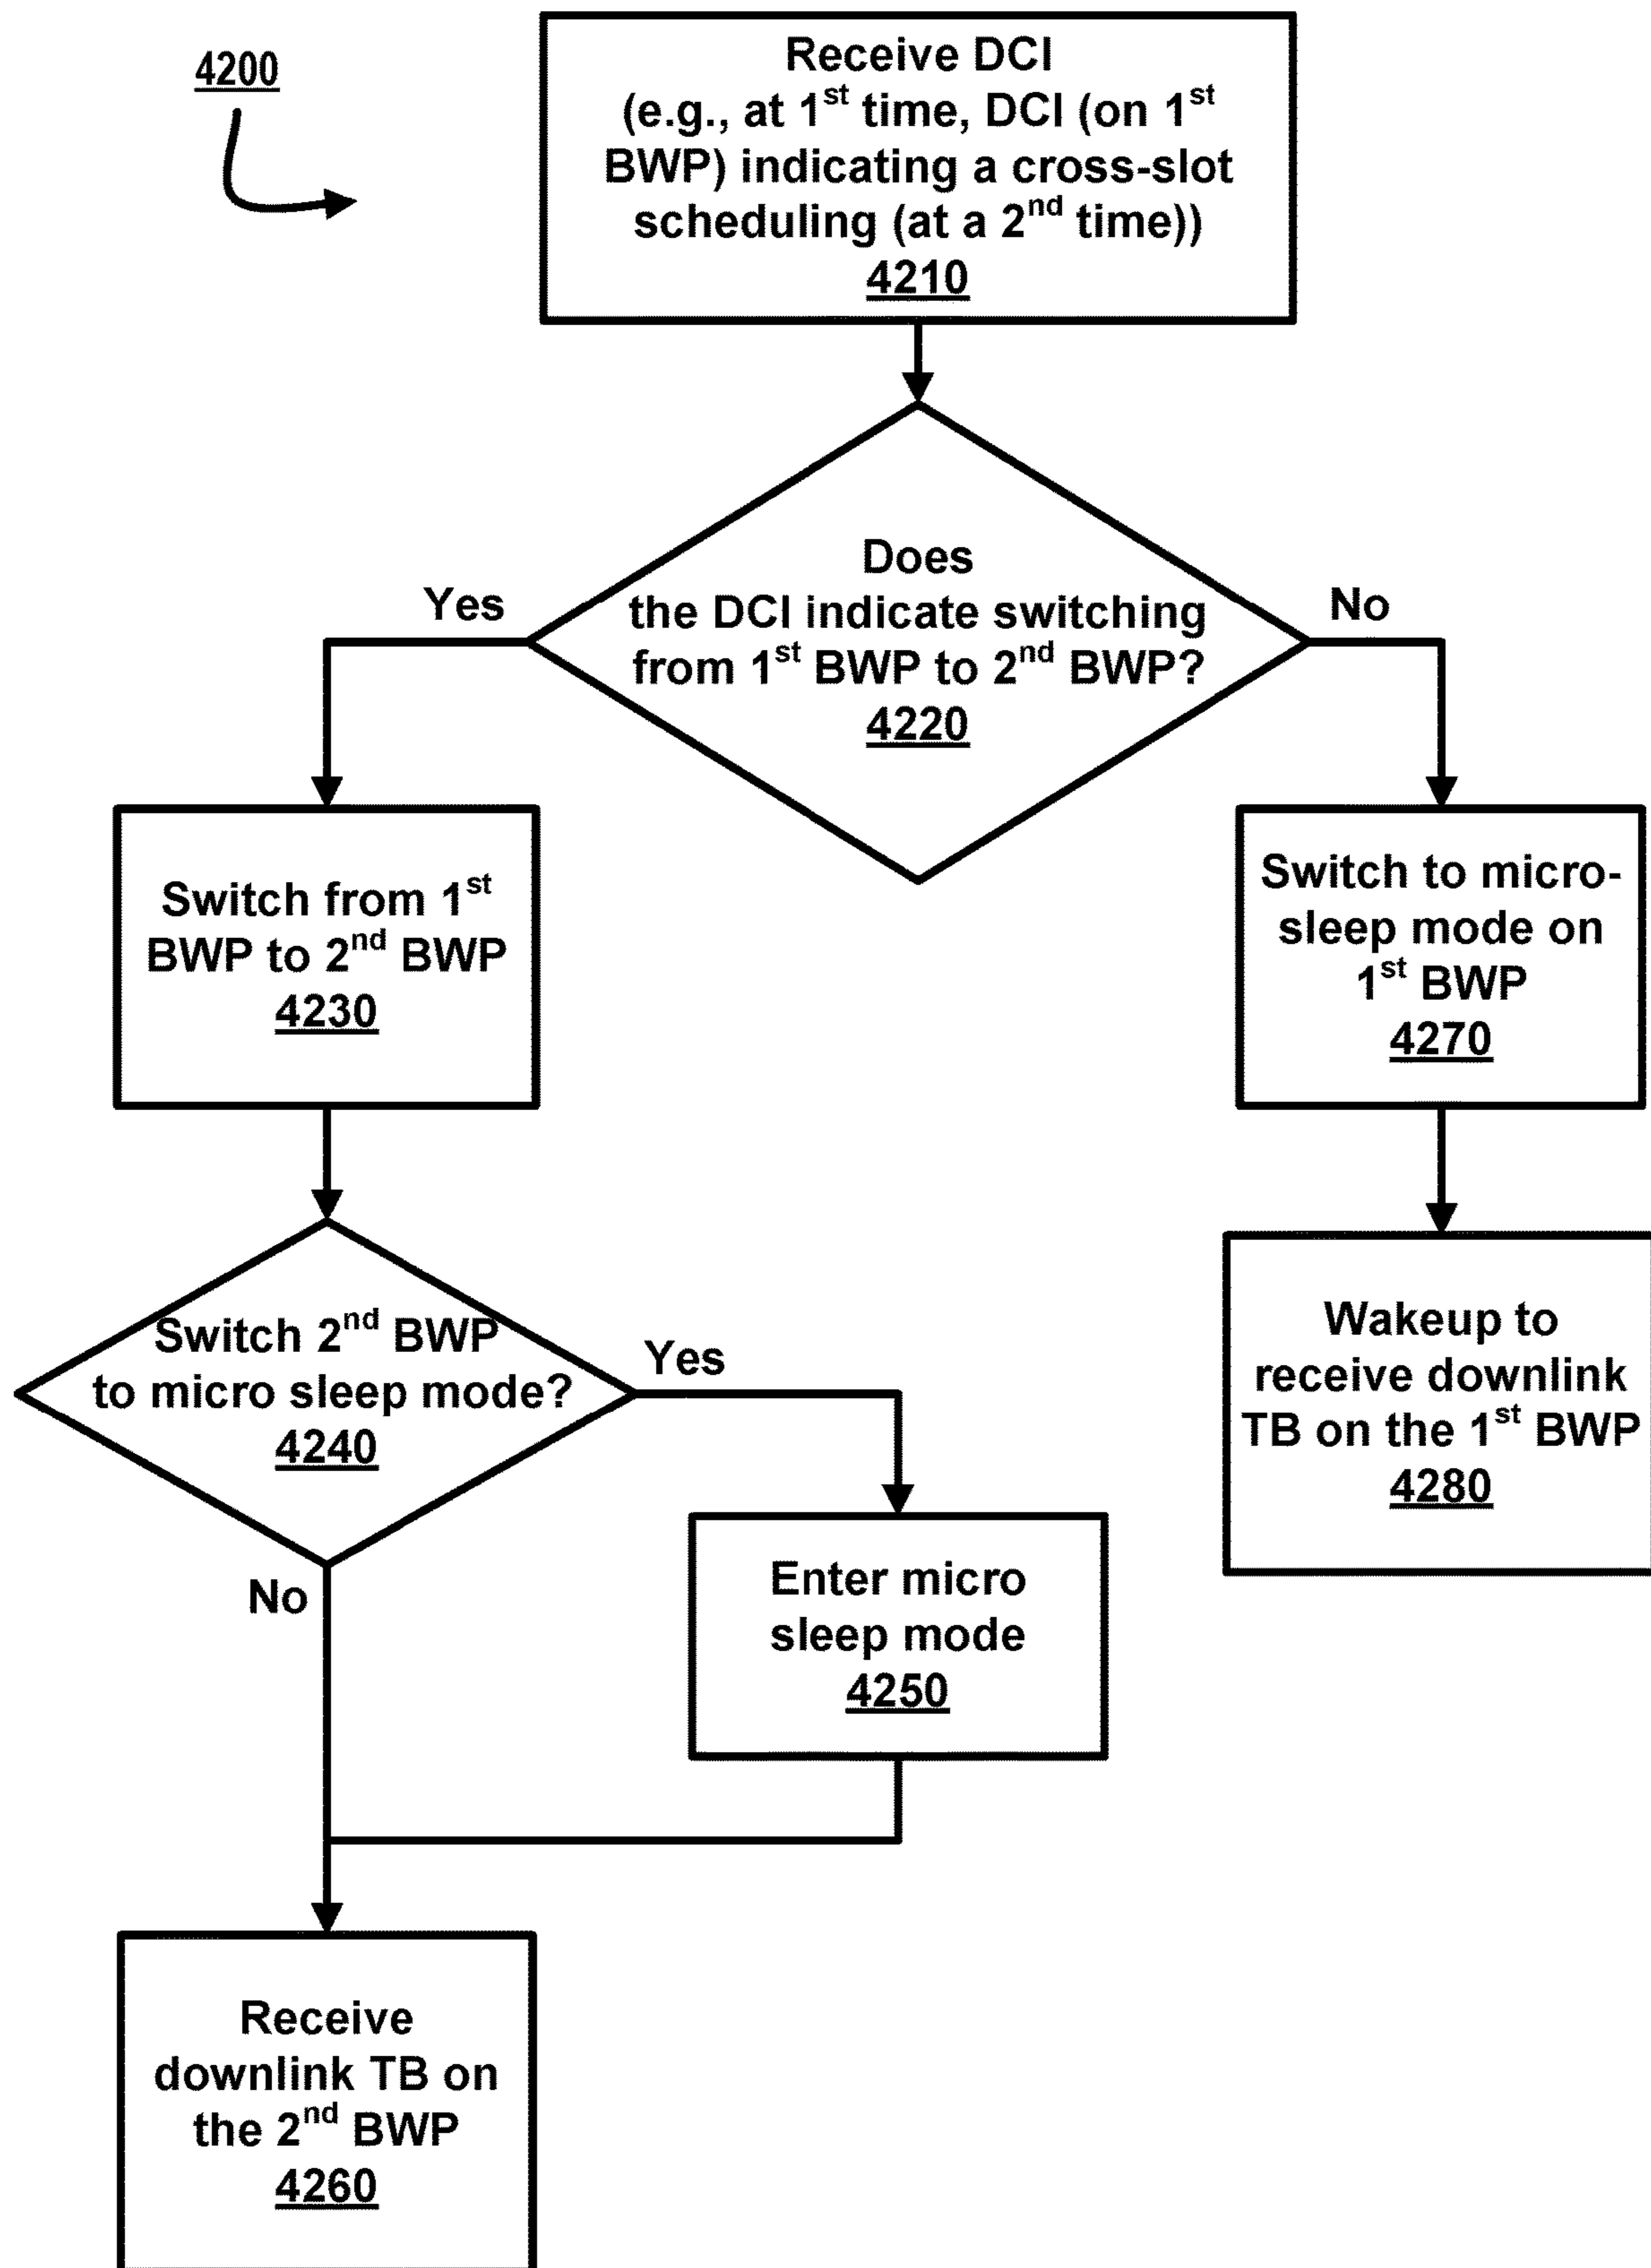 4200
Receive DCI
(e.g., at 1st time, DCI (on 1st
BWP) indicating a cross-slot
scheduling (at a 2nd time))
4210
Does
the DCI indicate switching
from 1st BWP to 2nd BWP?
4220
Yes
No
Switch from 1st
BWP to 2nd BWP
4230
Switch to micro-
sleep mode on
1st BWP
4270
Switch 2nd BWP
to micro sleep mode?
4240
Yes
No
Wakeup to
receive downlink
TB on the 1st BWP
4280
Enter micro
sleep mode
4250
Receive
downlink TB on
the 2nd BWP
4260